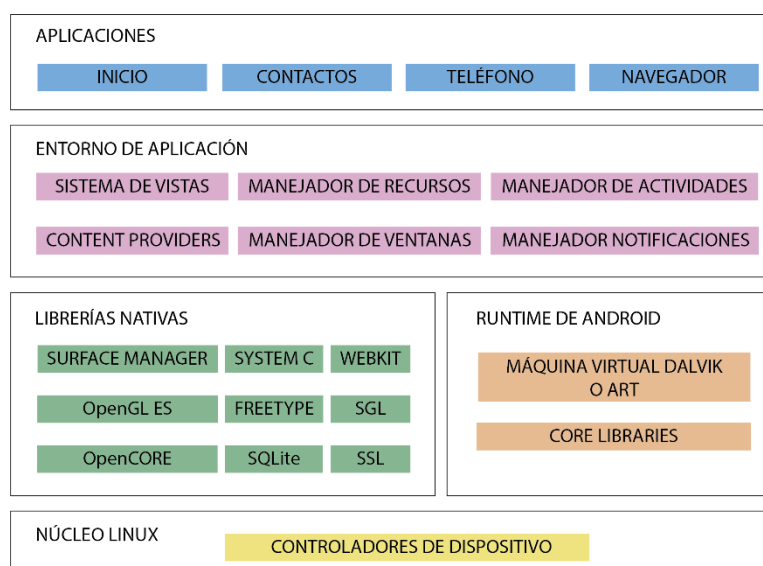 APLICACIONES
INICIO CONTACTOS TELÉFONO NAVEGADOR
ENTORNO DE APLICACIÓN
SISTEMA DE VISTAS MANEJADOR DE RECURSOS MANEJADOR DE ACTIVIDADES
CONTENT PROVIDERS MANEJADOR DE VENTANAS MANEJADOR NOTIFICACIONES
LIBRERÍAS NATIVAS
SURFACE MANAGER SYSTEM C WEBKIT
OpenGL ES FREETYPE SGL
OpenCORE SQLite SSL
RUNTIME DE ANDROID
MÁQUINA VIRTUAL DALVIK
O ART
CORE LIBRARIES
NÚCLEO LINUX
CONTROLADORES DE DISPOSITIVO